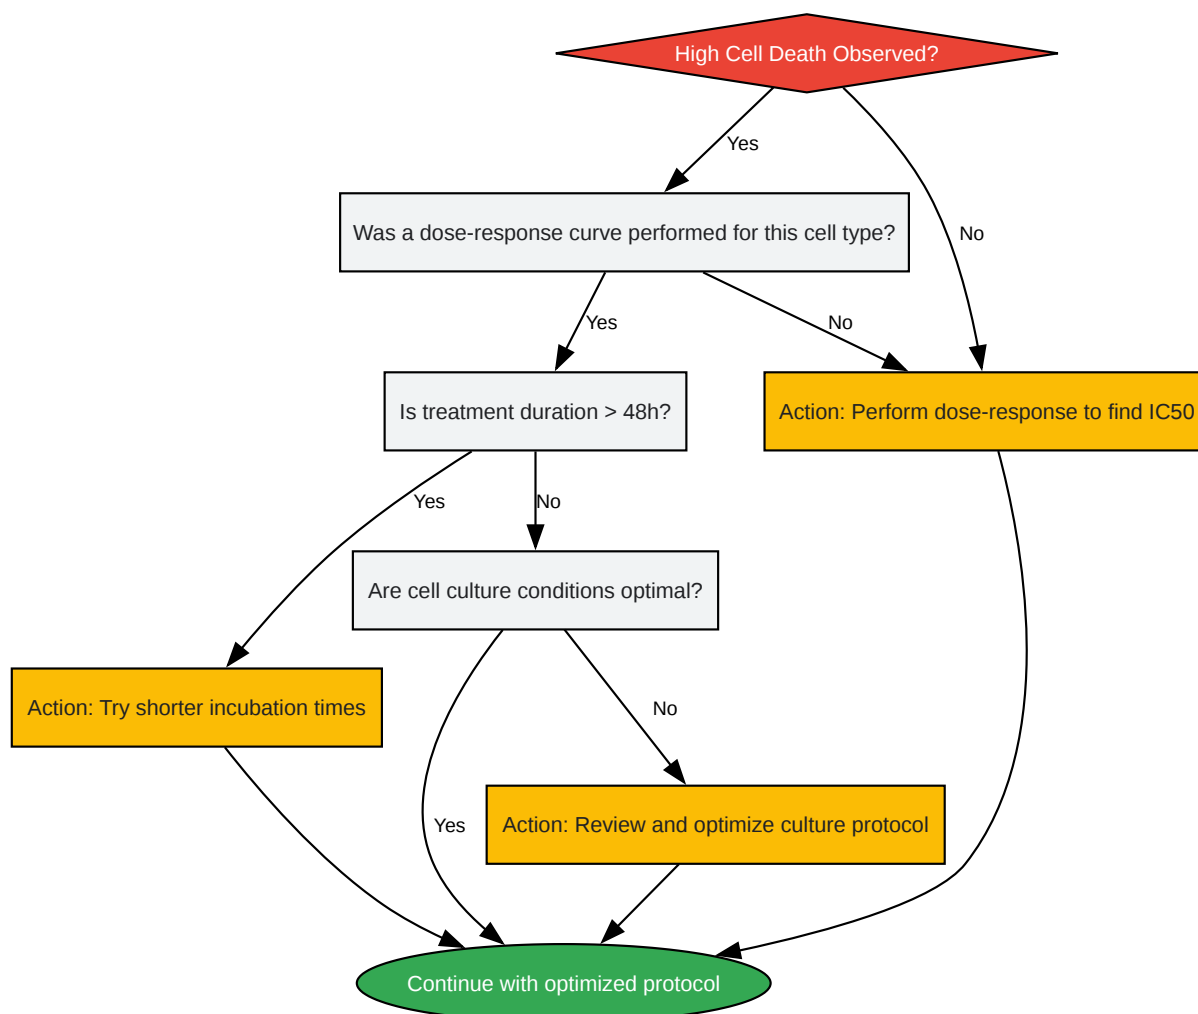 High Cell Death Observed?
Yes
Was a dose-response curve performed for this cell type?
No
Yes
No
Is treatment duration > 48h?
Action: Perform dose-response to find IC50
Yes
No
Are cell culture conditions optimal?
Action: Try shorter incubation times
No
Yes
Action: Review and optimize culture protocol
Continue with optimized protocol